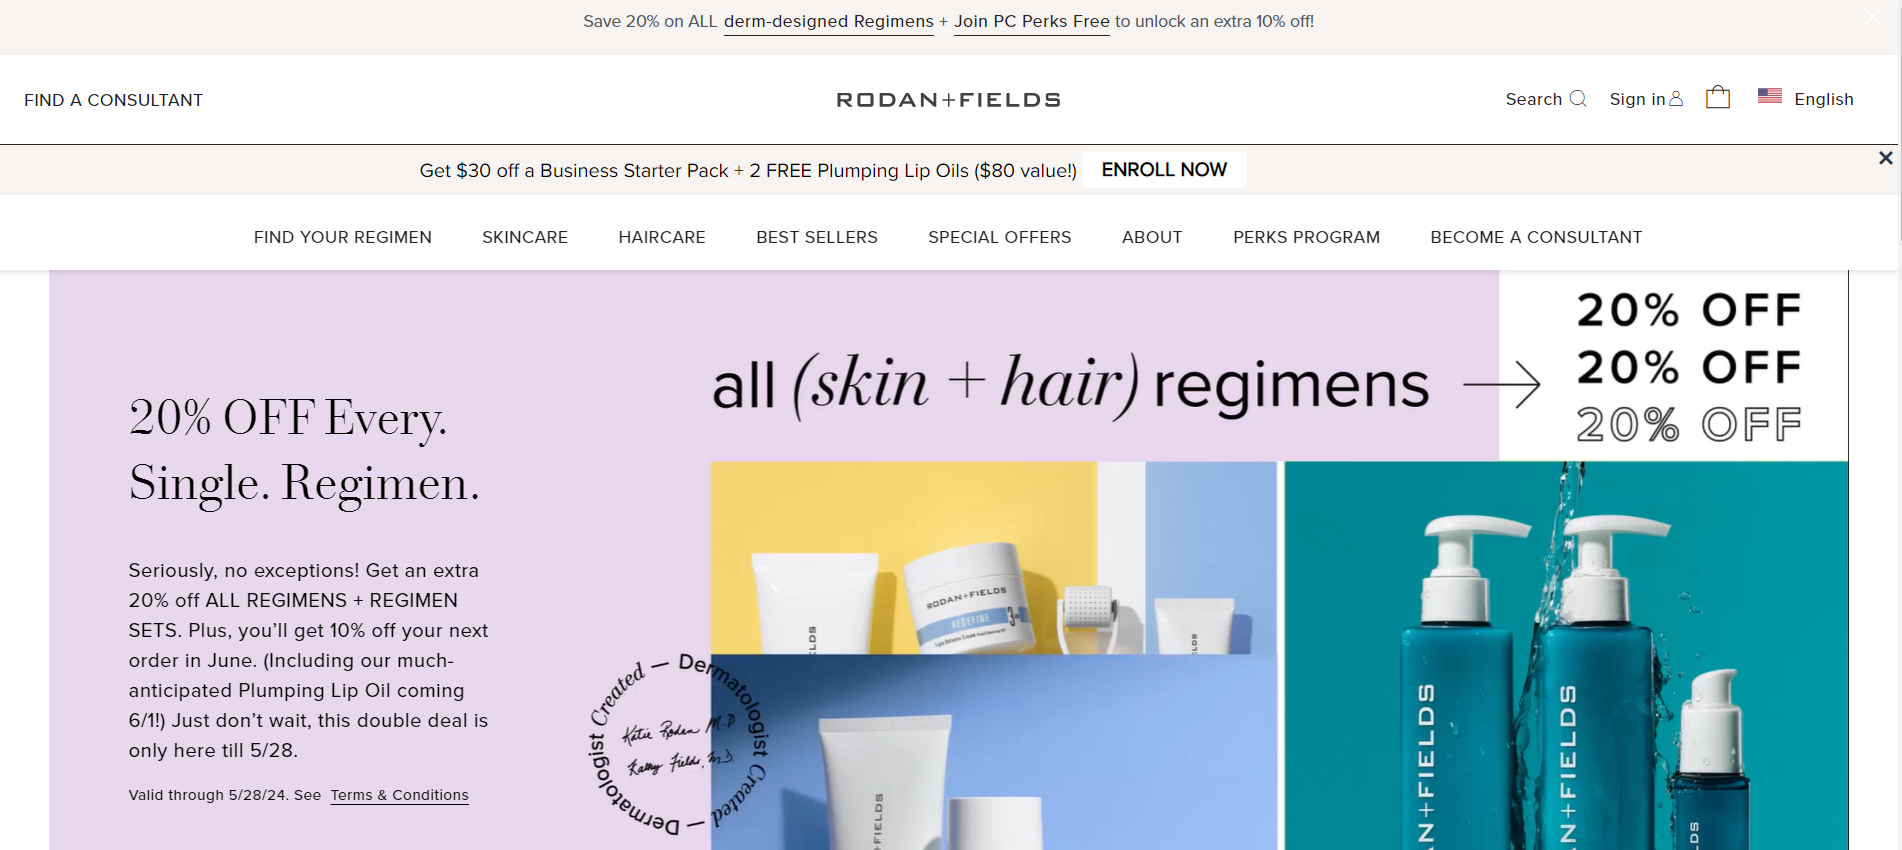 Save 20% on ALL derm-designed Regimens + Join PC Perks Free to unlock an extra 10% off!
FIND A CONSULTANT
RODAN+FIELDS
Search
Sign in
English
Get $30 off a Business Starter Pack + 2 FREE Plumping Lip Oils ($80 value!) ENROLL NOW
FIND YOUR REGIMEN
SKINCARE
HAIRCARE
BEST SELLERS
SPECIAL OFFERS
ABOUT
PERKS PROGRAM
BECOME A CONSULTANT
20% OFF Every.
Single. Regimen.
Seriously, no exceptions! Get an extra
20% off ALL REGIMENS + REGIMEN
SETS. Plus, you’ll get 10% off your next
order in June. (Including our much-
anticipated Plumping Lip Oil coming
6/1!) Just don’t wait, this double deal is
only here till 5/28.
Valid through 5/28/24. See Terms & Conditions
all (skin + hair) regimens
20% OFF
20% OFF
20% OFF
RODAN+FIELDS
REDEFINE
3
Dermatologist Created — Dermatologist Created —
Katie Rodan M.D
Kathy Fields, M.D.
AN+FIELDS
N+FIELDS
+FIELDS